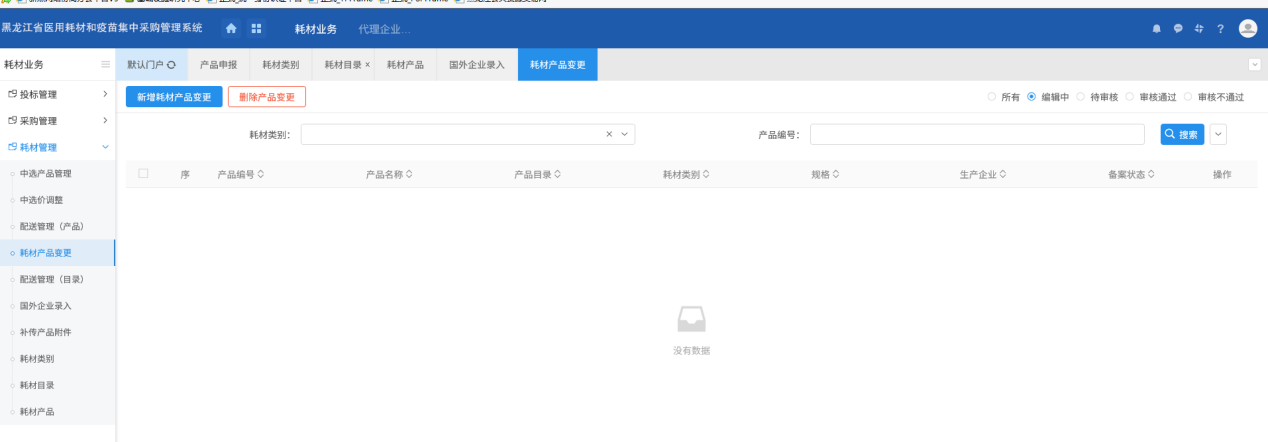 黑龙江省医用耗材和疫苗集中采购管理系统
耗材业务
代理企业...
?
耗材业务
默认门户
产品申报
耗材类别
耗材目录 ×
耗材产品
国外企业录入
耗材产品变更
投标管理
采购管理
耗材管理
中选产品管理
中选价调整
配送管理（产品）
耗材产品变更
配送管理（目录）
国外企业录入
补传产品附件
耗材类别
耗材目录
耗材产品
新增耗材产品变更
删除产品变更
所有
编辑中
待审核
审核通过
审核不通过
耗材类别：
产品编号：
搜索
序
产品编号
产品名称
产品目录
耗材类别
规格
生产企业
备案状态
操作
没有数据